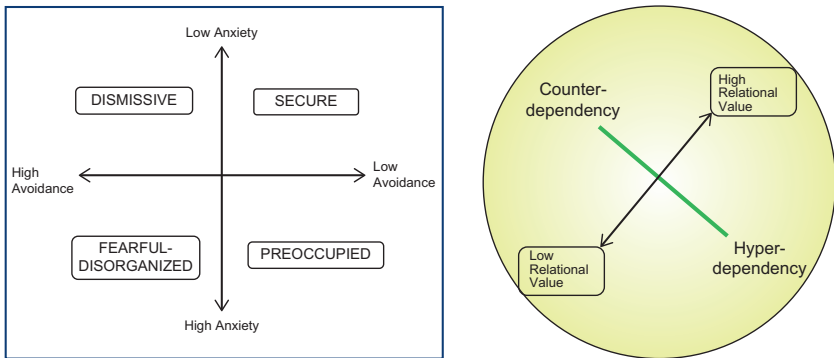 Low Anxiety
DISMISSIVE
SECURE
High
Avoidance
Low
Avoidance
FEARFUL-
DISORGANIZED
PREOCCUPIED
High Anxiety
High
Relational
Value
Counter-
dependency
Hyper-
dependency
Low
Relational
Value